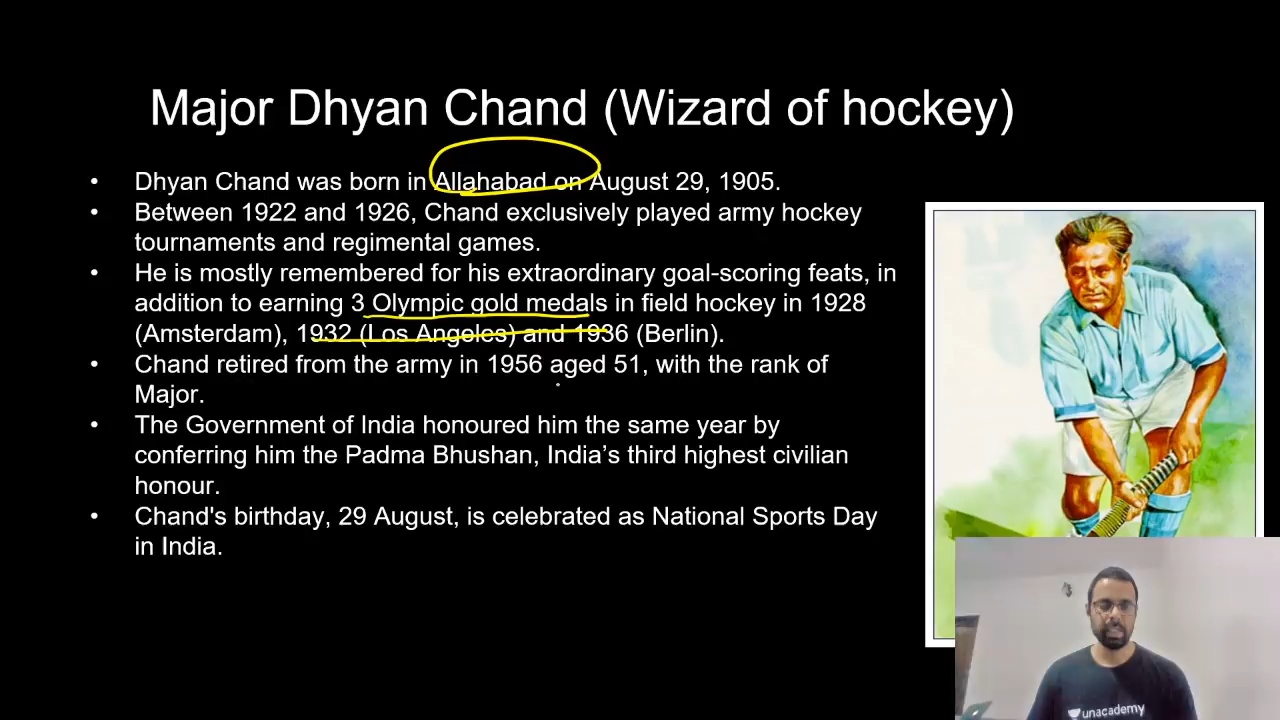 Major Dhyan Chand (Wizard of hockey)
• Dhyan Chand was born in Allahabad on August 29, 1905.
• Between 1922 and 1926, Chand exclusively played army hockey
tournaments and regimental games.
• He is mostly remembered for his extraordinary goal-scoring feats, in
addition to earning 3 Olympic gold medals in field hockey in 1928
(Amsterdam), 1932 (Los Angeles) and 1936 (Berlin).
• Chand retired from the army in 1956 aged 51, with the rank of
Major.
• The Government of India honoured him the same year by
conferring him the Padma Bhushan, India’s third highest civilian
honour.
• Chand's birthday, 29 August, is celebrated as National Sports Day
in India.
unacademy